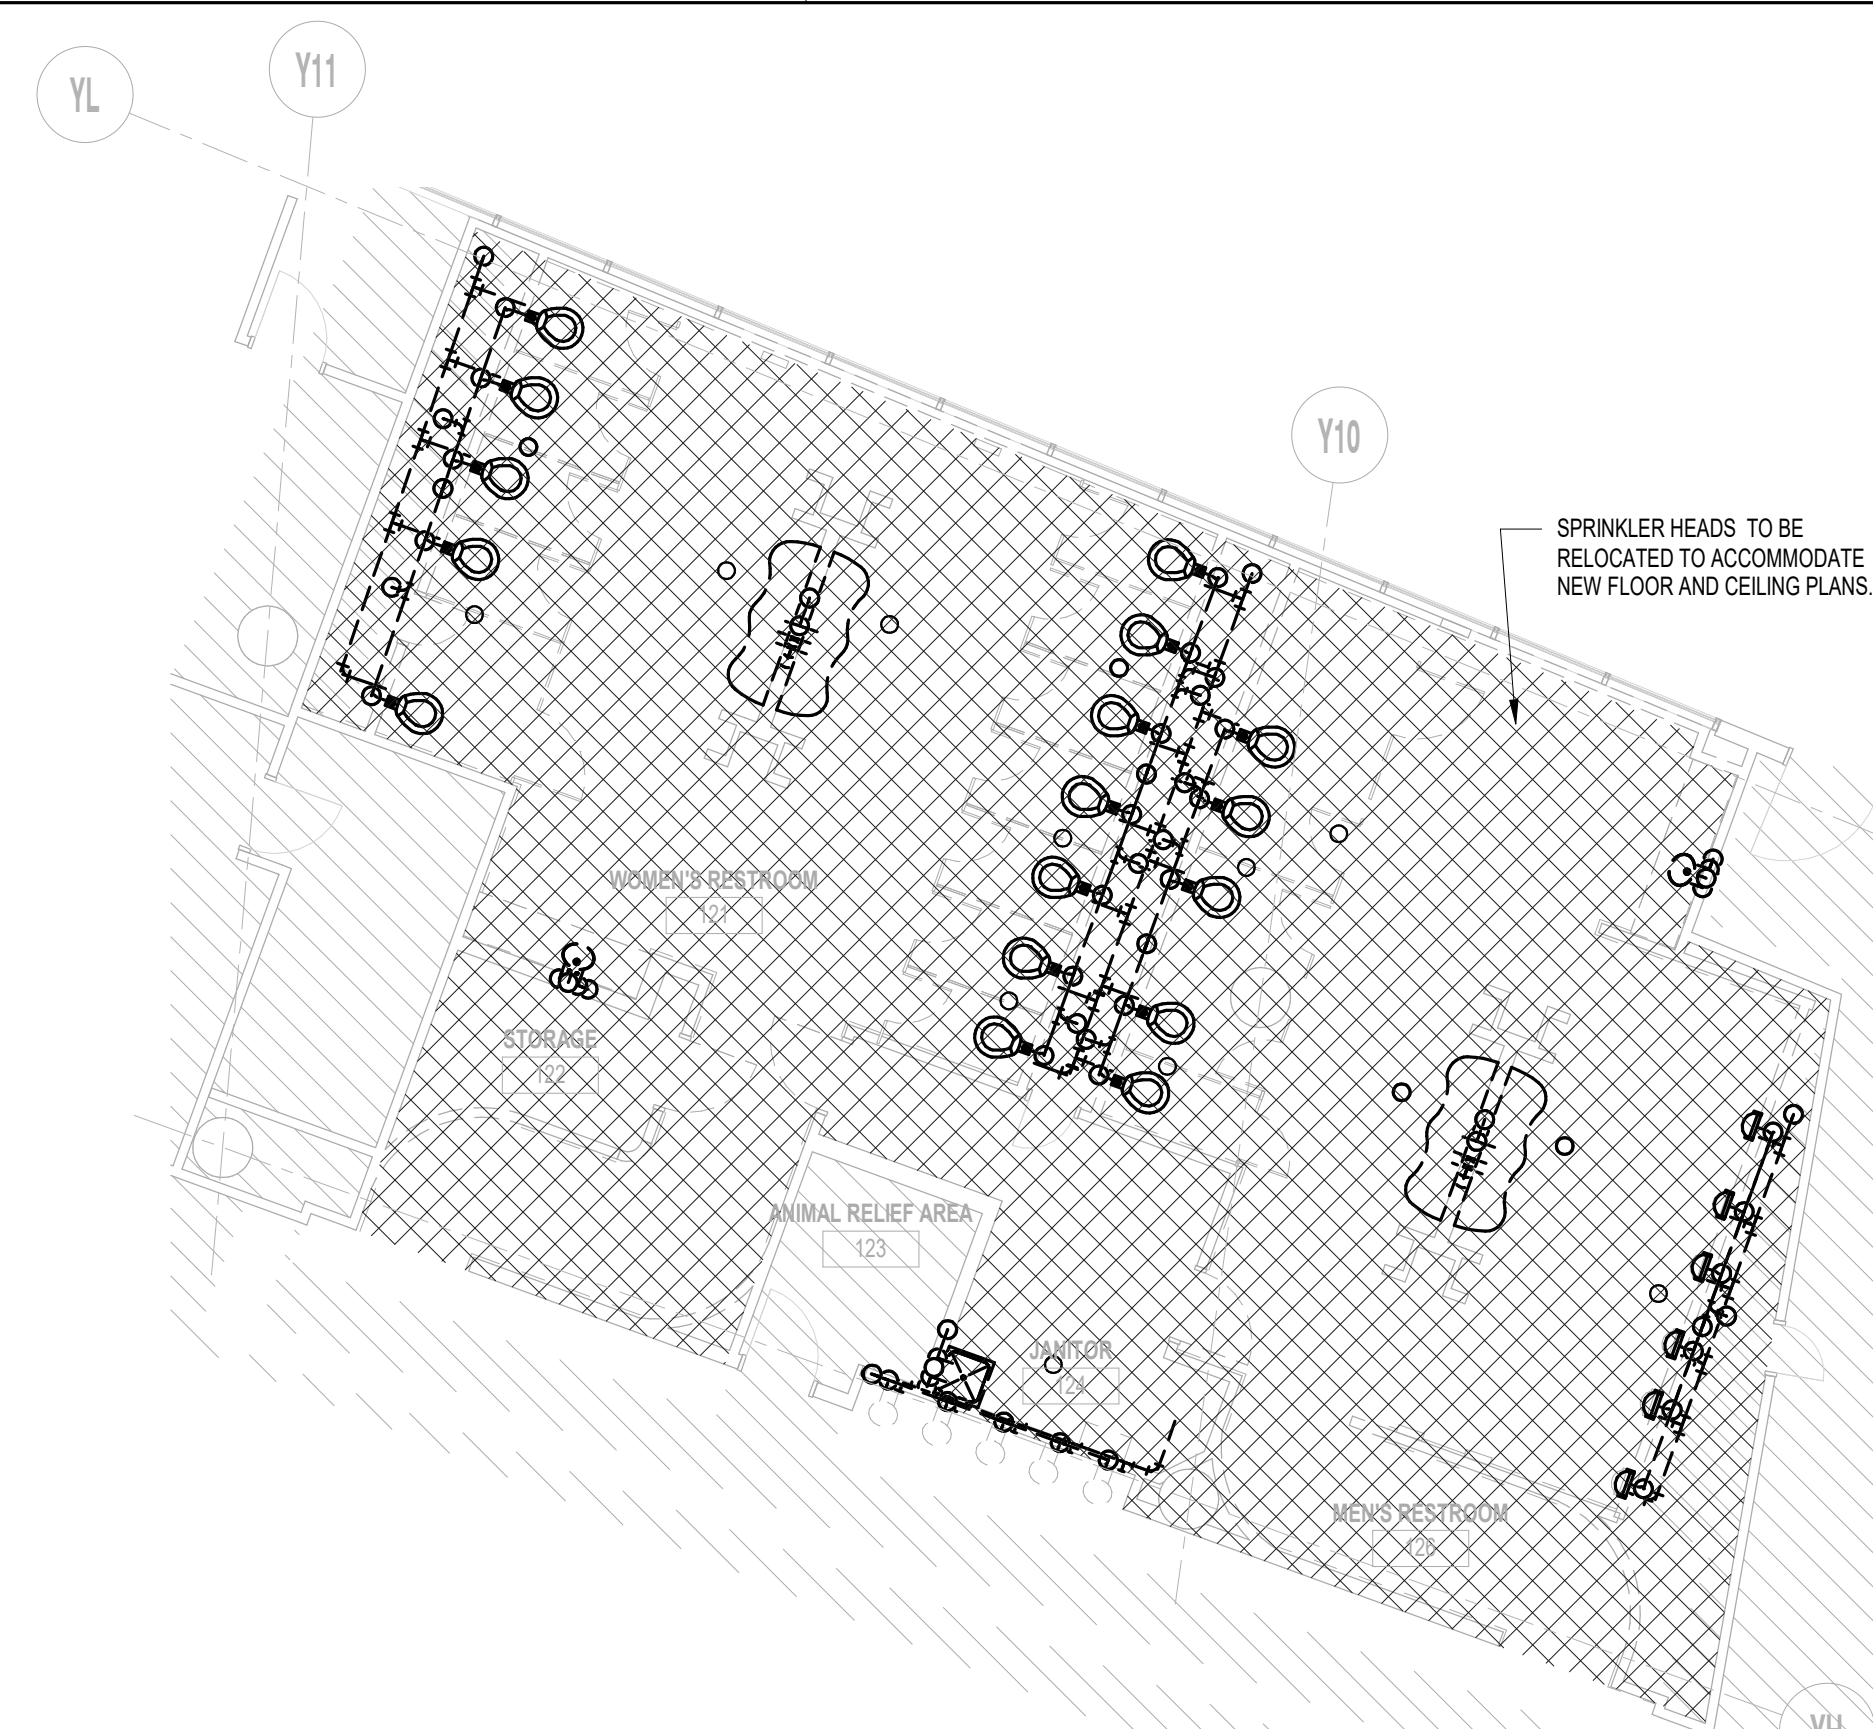 YL
Y11
Y10
SPRINKLER HEADS TO BE
RELOCATED TO ACCOMMODATE
NEW FLOOR AND CEILING PLANS.
WOMEN'S RESTROOM
121
STORAGE
122
ANIMAL RELIEF AREA
123
JANITOR
124
MEN'S RESTROOM
126